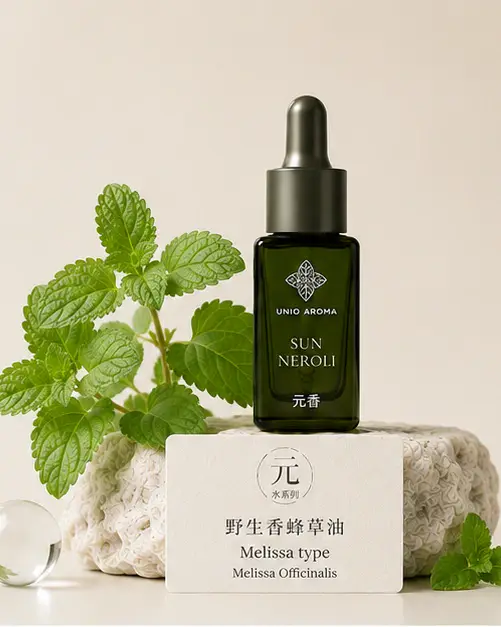 UNIO AROMA
SUN
NEROLI
元香
元
水系列
野生香蜂草油
Melissa type
Melissa Officinalis